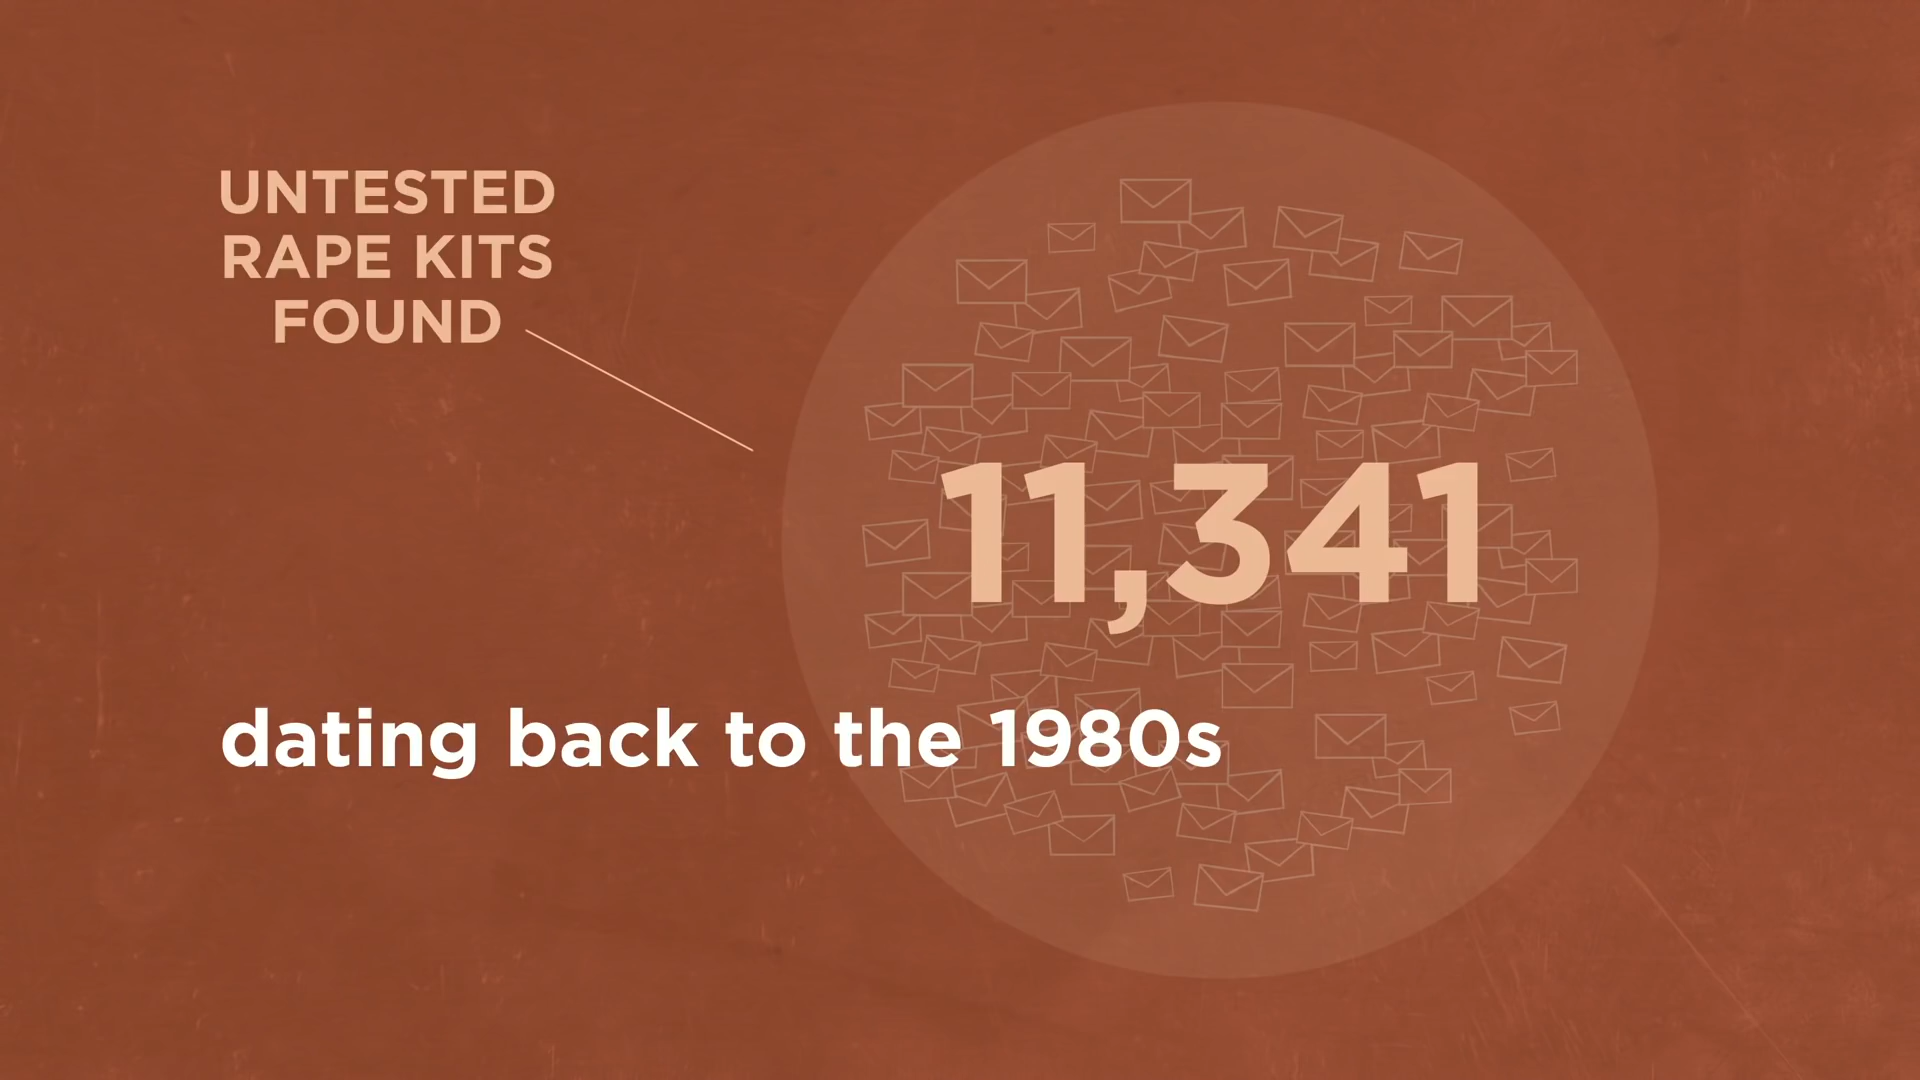 UNTESTED
RAPE KITS
FOUND
11,341
dating back to the 1980s